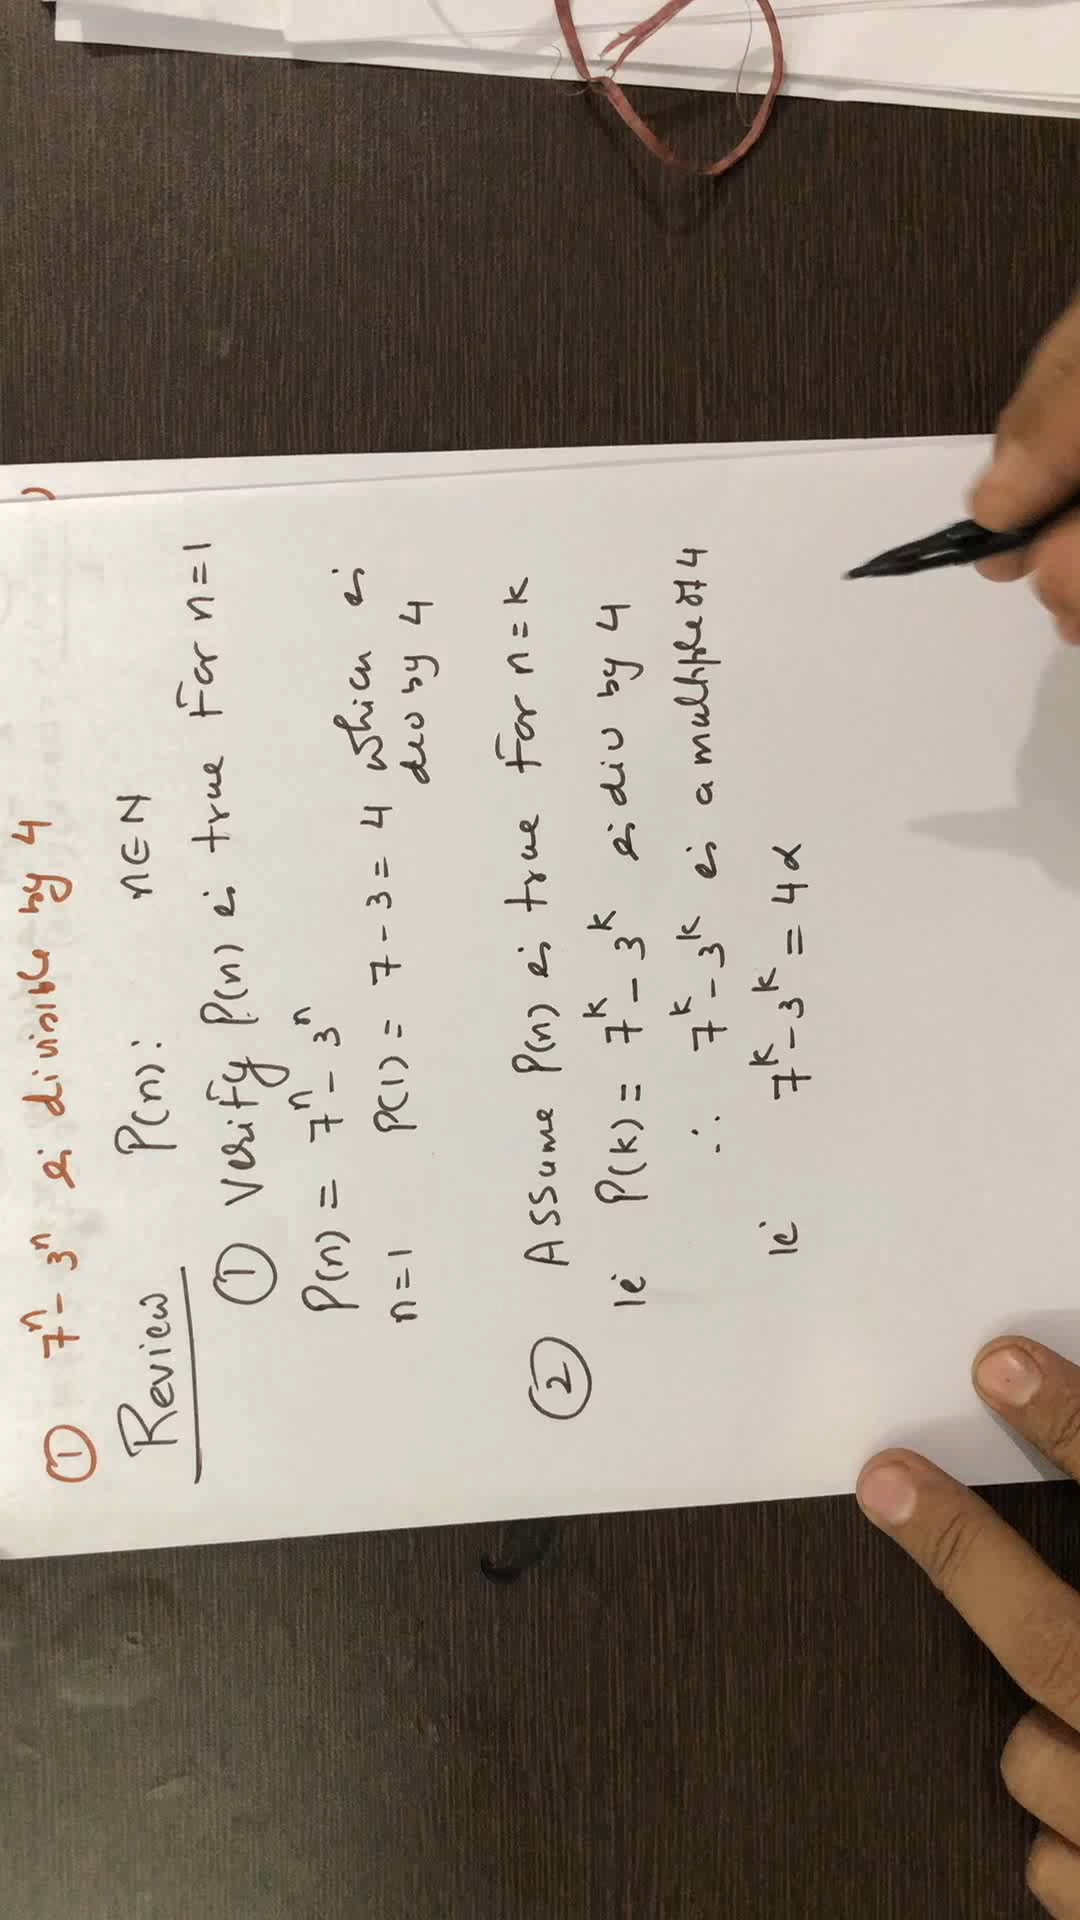 ① 7ⁿ - 3ⁿ is divisible by 4 )
Review P(n): n∈N
① Verify P(n) is true For n=1
P(n) = 7ⁿ - 3ⁿ
n=1 P(1) = 7 - 3 = 4 which is
div by 4
② Assume P(n) is true For n=k
ie P(k) = 7ᵏ - 3ᵏ is div by 4
∴ 7ᵏ - 3ᵏ is a multiple of 4
ie 7ᵏ - 3ᵏ = 4α